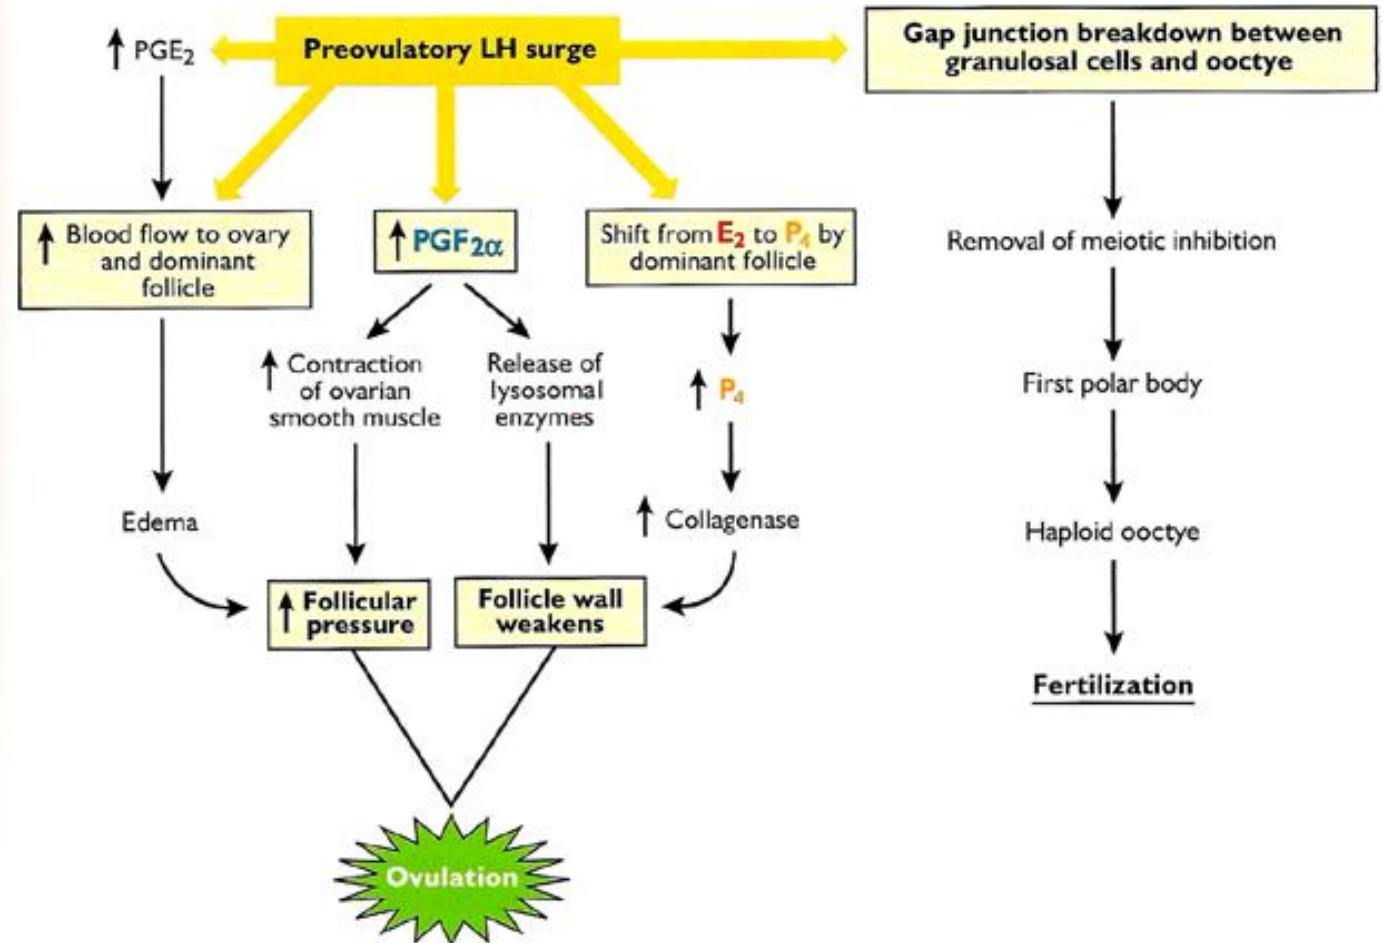 ↑ PGE₂
Preovulatory LH surge
Gap junction breakdown between
granulosal cells and ooctye
↑ Blood flow to ovary
and dominant
follicle
↑ PGF₂α
Shift from E₂ to P₄ by
dominant follicle
Removal of meiotic inhibition
↑ Contraction
of ovarian
smooth muscle
Release of
lysosomal
enzymes
↑ P₄
First polar body
Edema
↑ Collagenase
Haploid ooctye
↑ Follicular
pressure
Follicle wall
weakens
Fertilization
Ovulation